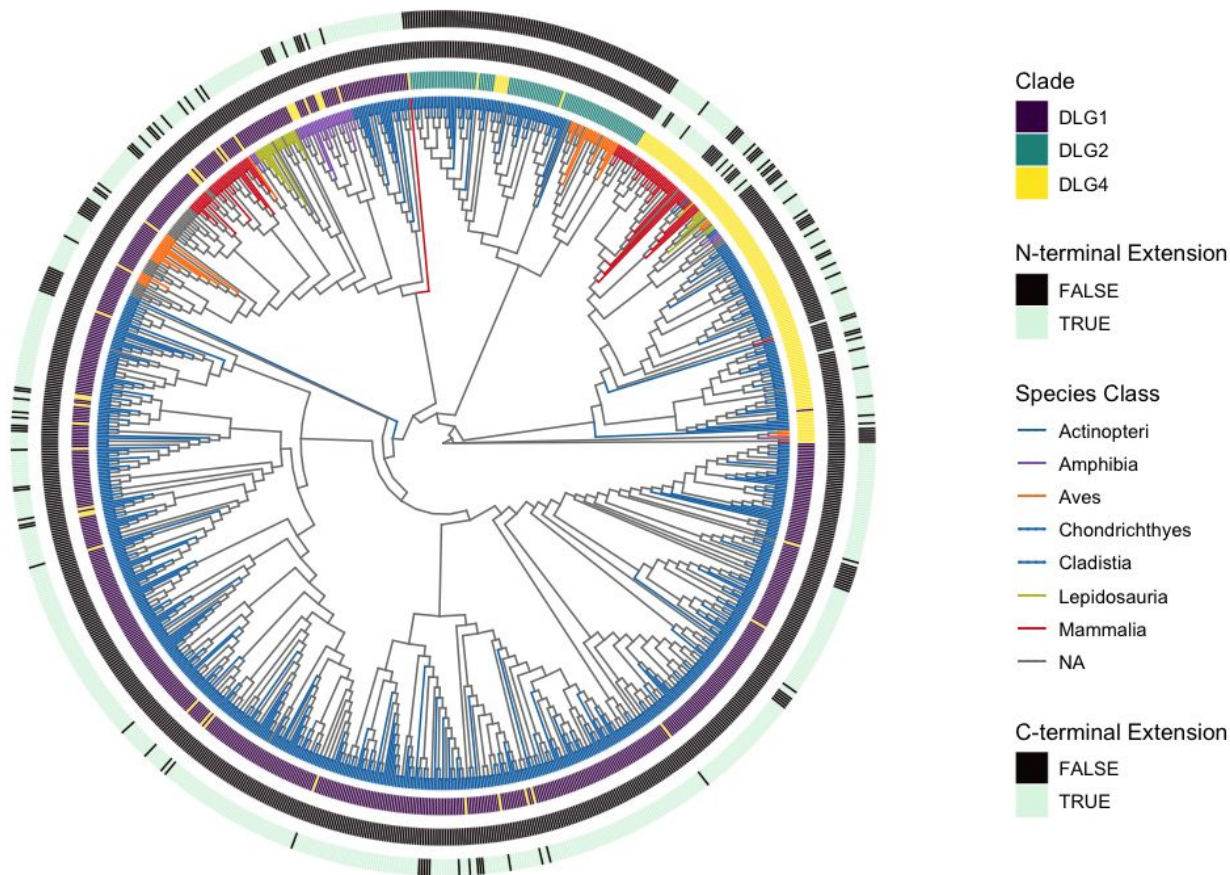 Clade
DLG1
DLG2
DLG4
N-terminal Extension
FALSE
TRUE
Species Class
Actinopteri
Amphibia
Aves
Chondrichthyes
Cladistia
Lepidosauria
Mammalia
NA
C-terminal Extension
FALSE
TRUE